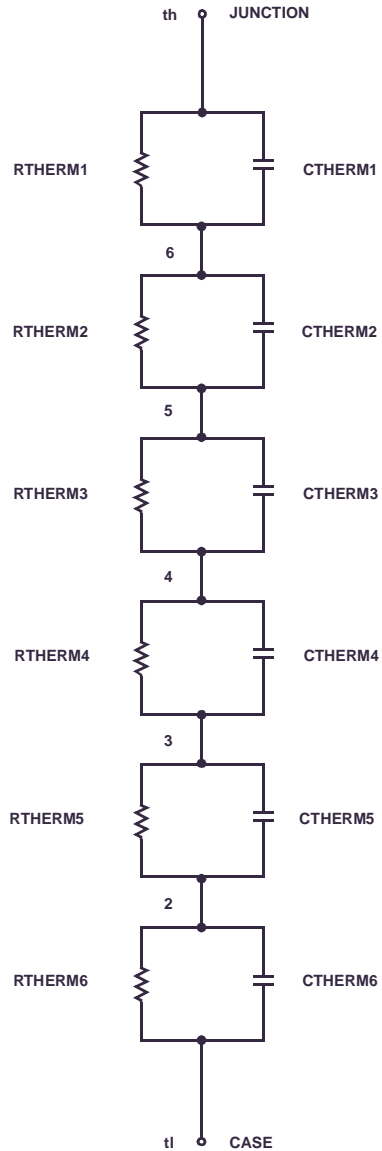 th JUNCTION
RTHERM1 CTHERM1
6
RTHERM2 CTHERM2
5
RTHERM3 CTHERM3
4
RTHERM4 CTHERM4
3
RTHERM5 CTHERM5
2
RTHERM6 CTHERM6
tl CASE